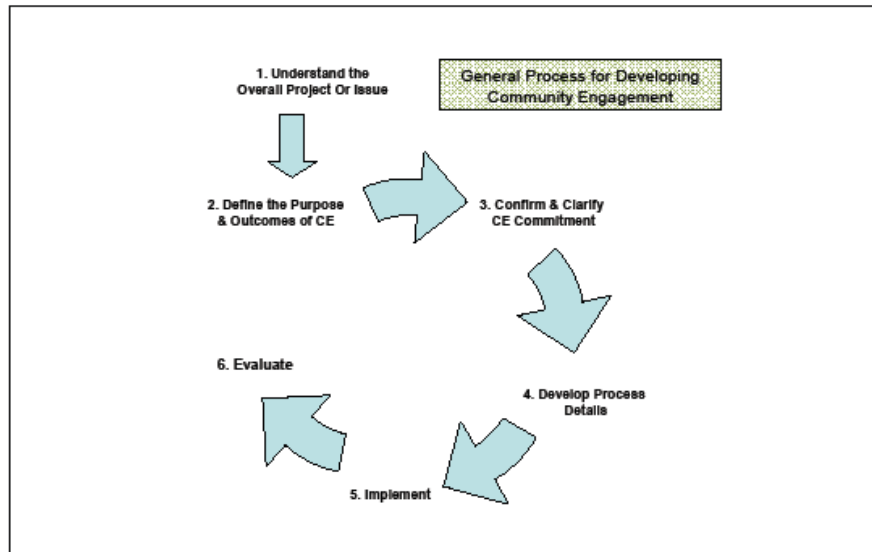 1. Understand the
Overall Project Or Issue
General Process for Developing
Community Engagement
2. Define the Purpose
& Outcomes of CE
3. Confirm & Clarify
CE Commitment
4. Develop Process
Details
5. Implement
6. Evaluate